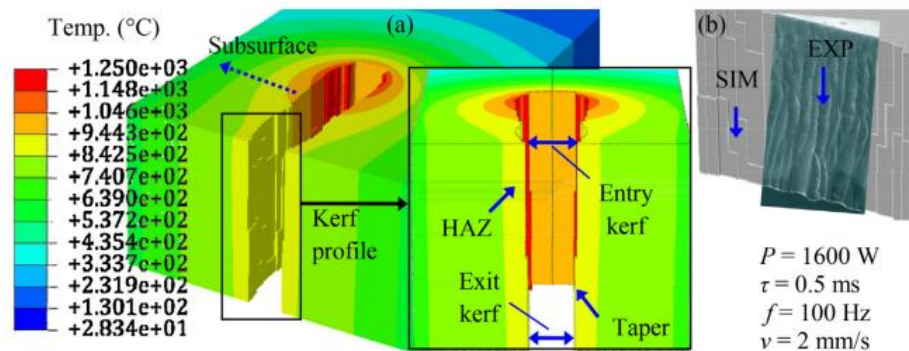 Temp. (°C)
+1.250e+03
+1.148e+03
+1.046e+03
+9.443e+02
+8.425e+02
+7.407e+02
+6.390e+02
+5.372e+02
+4.354e+02
+3.337e+02
+2.319e+02
+1.301e+02
+2.834e+01
Subsurface
(a)
Kerf
profile
HAZ
Entry
kerf
Exit
kerf
Taper
(b)
SIM
EXP
P = 1600 W
τ = 0.5 ms
f = 100 Hz
v = 2 mm/s